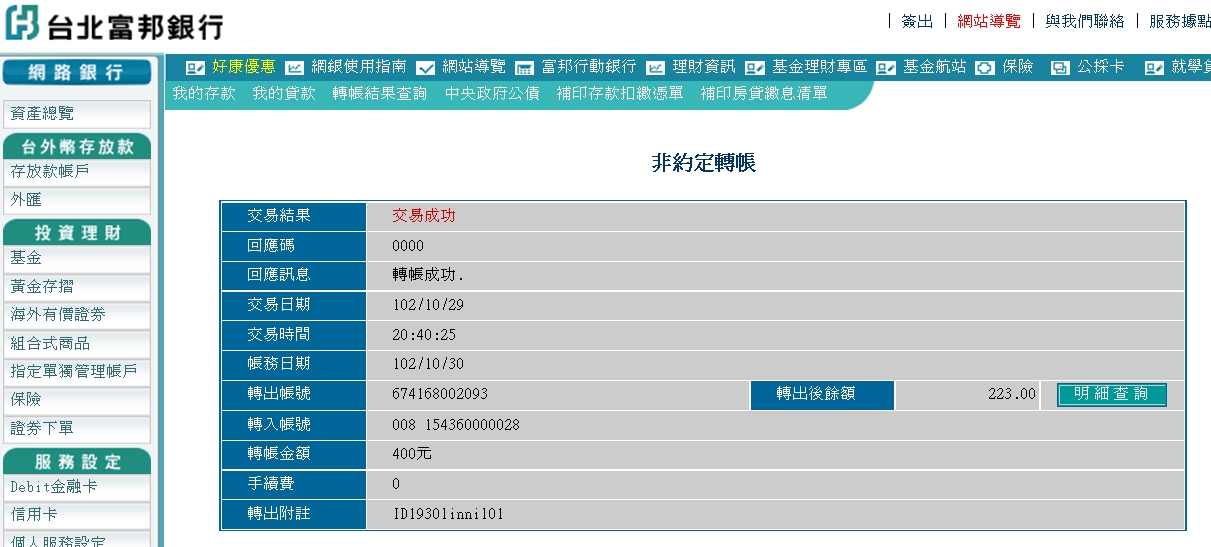 台北富邦銀行
簽出 | 網站導覽 | 與我們聯絡 | 服務據點
網路銀行
好康優惠 網銀使用指南 網站導覽 富邦行動銀行 理財資訊 基金理財專區 基金航站 保險 公採卡 就學貸
我的存款 我的貸款 轉帳結果查詢 中央政府公債 補印存款扣繳憑單 補印房貸繳息清單
資產總覽
台外幣存放款
存放款帳戶
外匯
投資理財
基金
黃金存摺
海外有價證券
組合式商品
指定單獨管理帳戶
保險
證券下單
服務設定
Debit金融卡
信用卡
個人服務設定
非約定轉帳
交易結果 交易成功
回應碼 0000
回應訊息 轉帳成功.
交易日期 102/10/29
交易時間 20:40:25
帳務日期 102/10/30
轉出帳號 674168002093 轉出後餘額 223.00 明細查詢
轉入帳號 008 154360000028
轉帳金額 400元
手續費 0
轉出附註 ID19301inni101